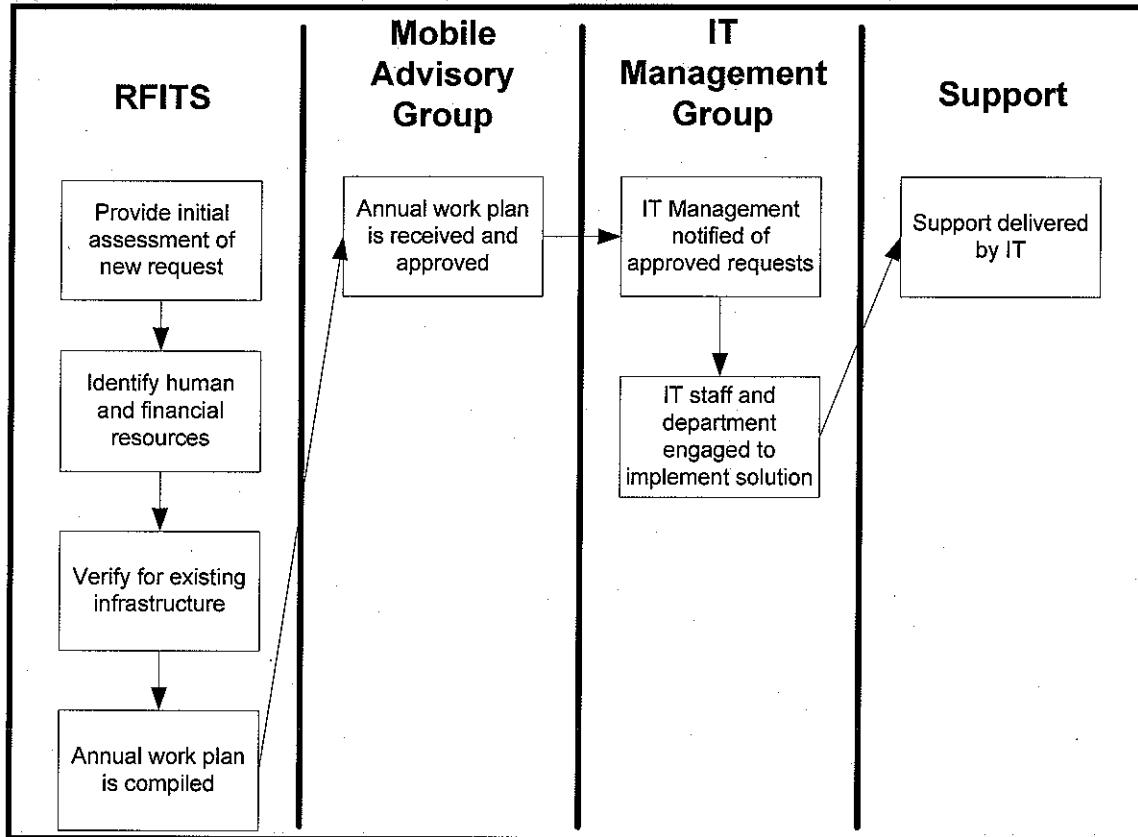 RFITS
Provide initial
assessment of
new request
Identify human
and financial
resources
Verify for existing
infrastructure
Annual work plan
is compiled
Mobile
Advisory
Group
Annual work plan
is received and
approved
IT
Management
Group
IT Management
notified of
approved requests
IT staff and
department
engaged to
implement solution
Support
Support delivered
by IT